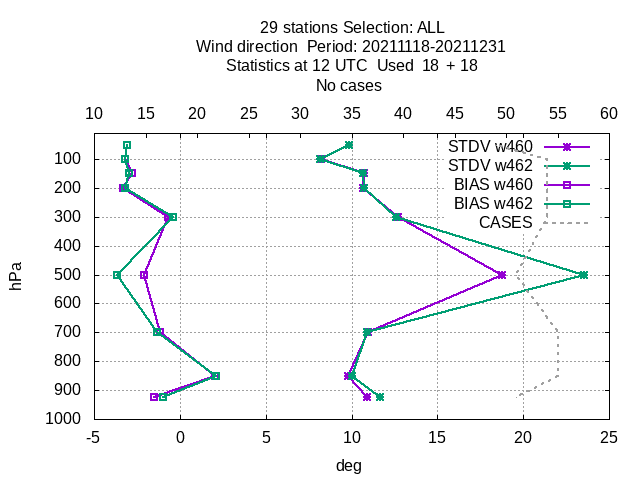 29 stations Selection: ALL
Wind direction  Period: 20211118-20211231
Statistics at 12 UTC  Used  18 + 18
No cases
10 15 20 25 30 35 40 45 50 55 60
STDV w460
STDV w462
BIAS w460
BIAS w462
CASES
100
200
300
400
500
600
700
800
900
1000
hPa
-5 0 5 10 15 20 25
deg